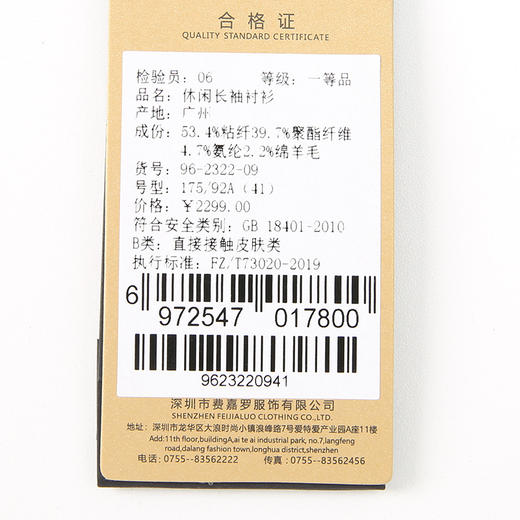 合格证
QUALITY STANDARD CERTIFICATE
检验员: 06 等级: 一等品
品名: 休闲长袖衬衫
产地: 广州
成份: 53.4%粘纤39.7%聚酯纤维
4.7%氨纶2.2%绵羊毛
货号: 96-2322-09
号型: 175/92A (41)
价格: ￥2299.00
符合安全类别: GB 18401-2010
B类: 直接接触皮肤类
执行标准: FZ/T73020-2019
6 972547 017800
9623220941
深圳市费嘉罗服饰有限公司
SHENZHEN FEIJIALUO CLOTHING CO.,LTD.
地址: 深圳市龙华区大浪时尚小镇浪峰路7号爱特爱产业园A座11楼
Add:11th floor,buildingA,ai te ai industrial park, no.7,langfeng
road,dalang fashion town,longhua district,shenzhen
电话: 0755--83562222 传真: 0755--83562456